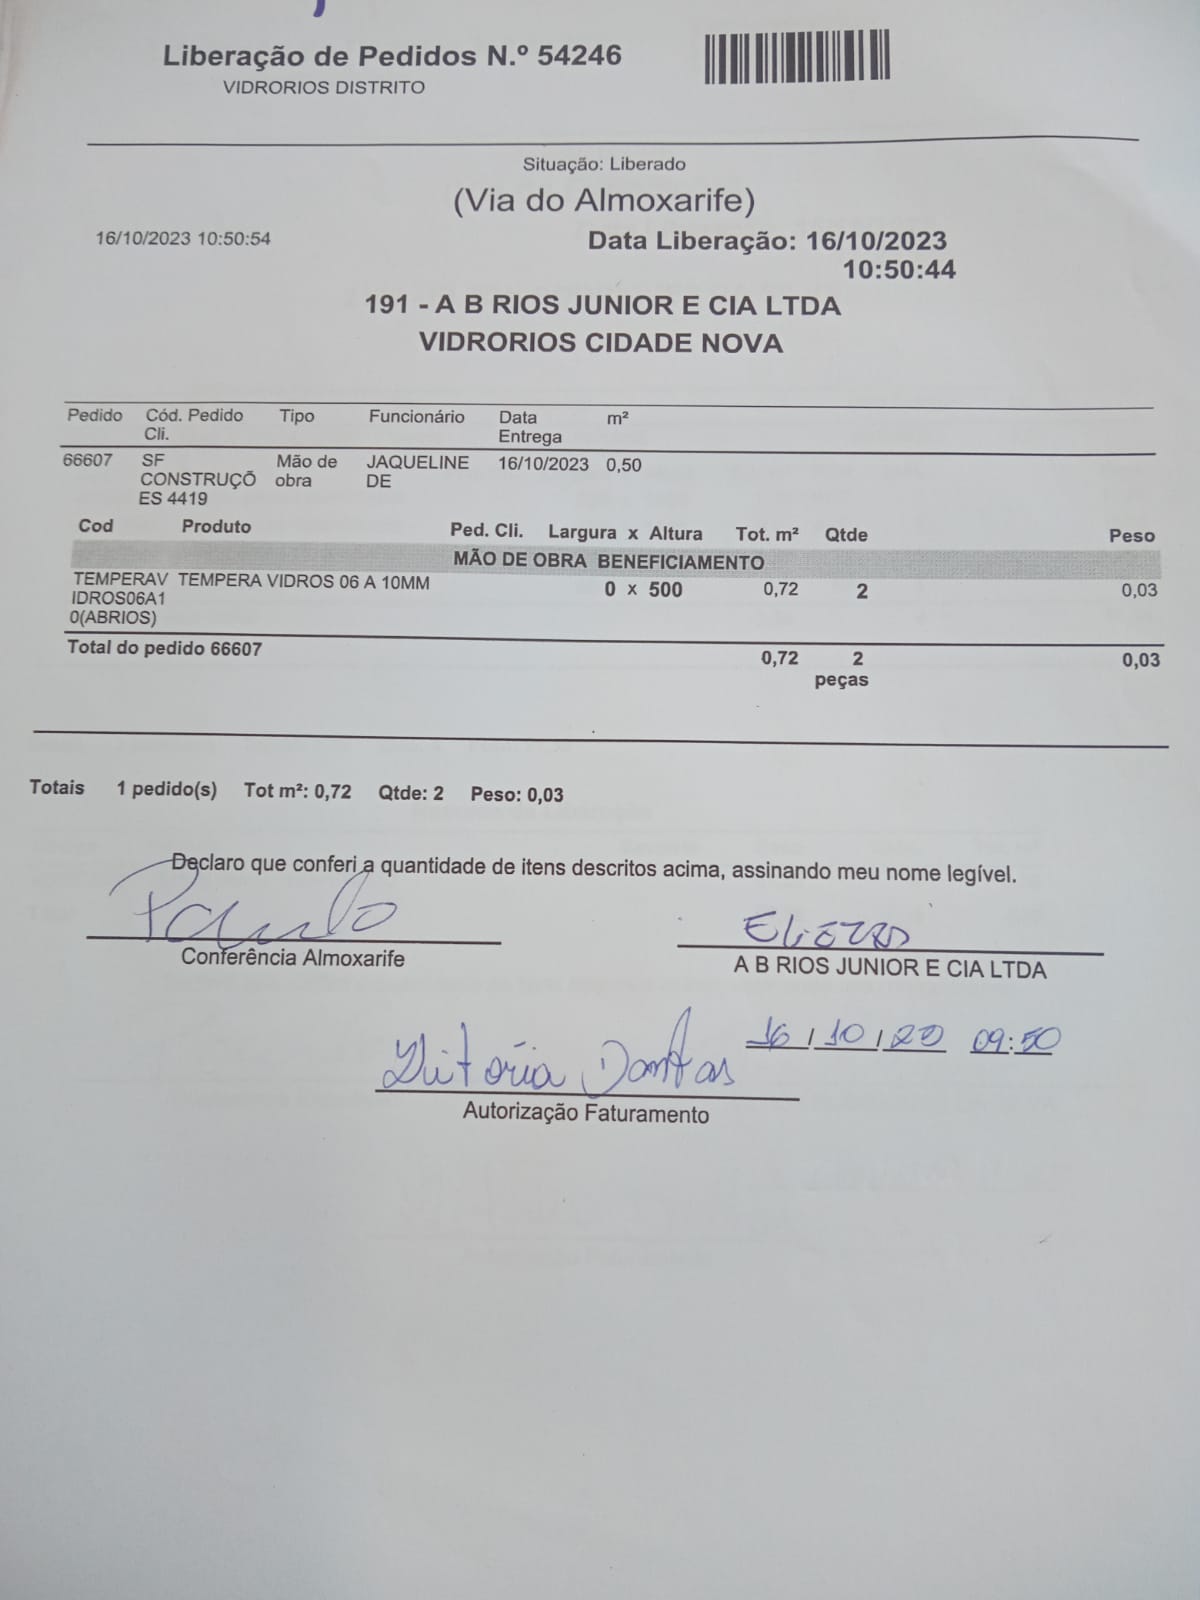 Liberação de Pedidos N.º 54246
VIDRORIOS DISTRITO
Situação: Liberado
(Via do Almoxarife)
16/10/2023 10:50:54
Data Liberação: 16/10/2023
10:50:44
191 - A B RIOS JUNIOR E CIA LTDA
VIDRORIOS CIDADE NOVA
Pedido Cód. Pedido Tipo Funcionário Data m²
Cli. Entrega
66607 SF Mão de JAQUELINE 16/10/2023 0,50
CONSTRUÇÕ obra DE
ES 4419
Cod Produto Ped. Cli. Largura x Altura Tot. m² Qtde Peso
MÃO DE OBRA BENEFICIAMENTO
TEMPERAV TEMPERA VIDROS 06 A 10MM 0 x 500 0,72 2 0,03
IDROS06A1
0(ABRIOS)
Total do pedido 66607 0,72 2 0,03
peças
Totais 1 pedido(s) Tot m²: 0,72 Qtde: 2 Peso: 0,03
Declaro que conferi a quantidade de itens descritos acima, assinando meu nome legível.
Paulo
Conferência Almoxarife
A B RIOS JUNIOR E CIA LTDA
16/10/20 09:50
Vitória Dantas
Autorização Faturamento